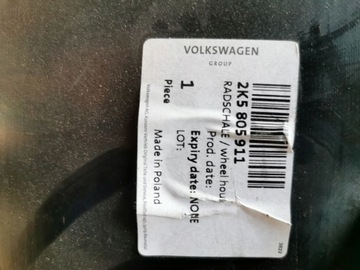 VOLKSWAGEN
GROUP
2K5 805 911
RADSCHALE / wheel hou
Prod. date:
Expiry date: NONE
LOT:
1
Piece
Made in Poland